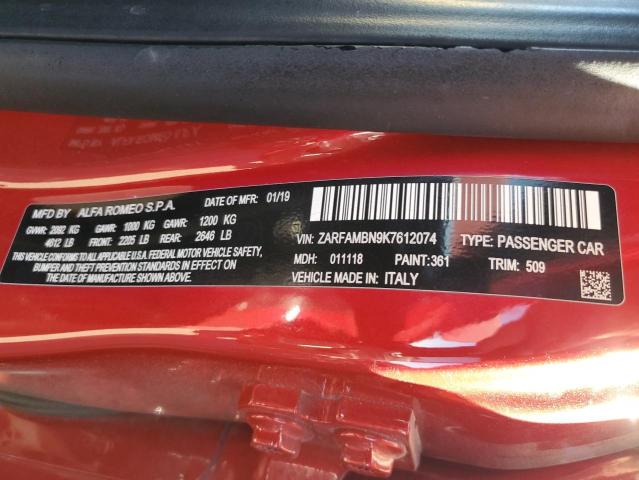 MFD BY ALFA ROMEO S.P.A. DATE OF MFR: 01/19
GVWR: 2092 KG GAWR: 1000 KG GAWR: 1200 KG
4612 LB FRONT: 2205 LB REAR: 2646 LB
THIS VEHICLE CONFORMS TO ALL APPLICABLE U.S.A. FEDERAL MOTOR VEHICLE SAFETY,
BUMPER AND THEFT PREVENTION STANDARDS IN EFFECT ON
THE DATE OF MANUFACTURE SHOWN ABOVE.
VIN: ZARFAMBN9K7612074 TYPE: PASSENGER CAR
MDH: 011118 PAINT:361 TRIM: 509
VEHICLE MADE IN: ITALY